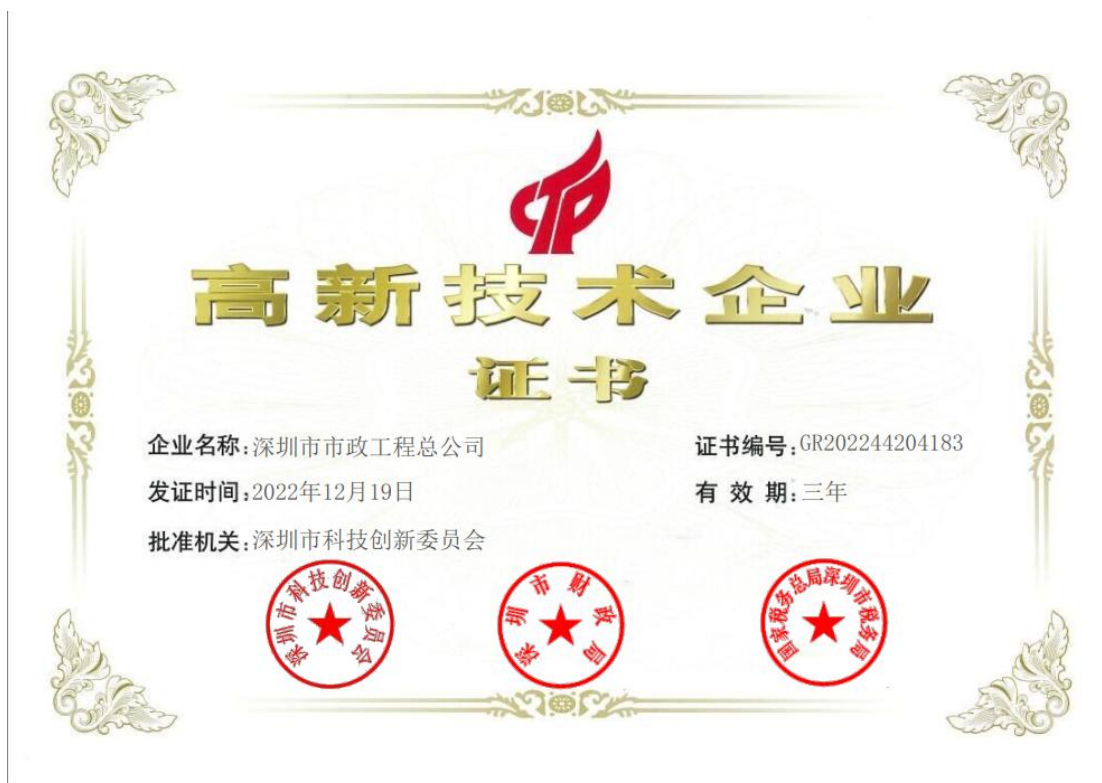 CTP
高新技术企业
证书
企业名称:深圳市市政工程总公司
证书编号:GR202244204183
发证时间:2022年12月19日
有效期:三年
批准机关:深圳市科技创新委员会
深圳市科技创新委员会
深圳市财政局
国家税务总局深圳市税务局